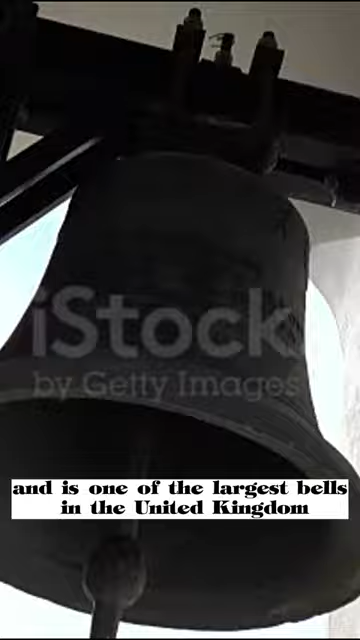 iStock
by Getty Images
and is one of the largest bells
in the United Kingdom